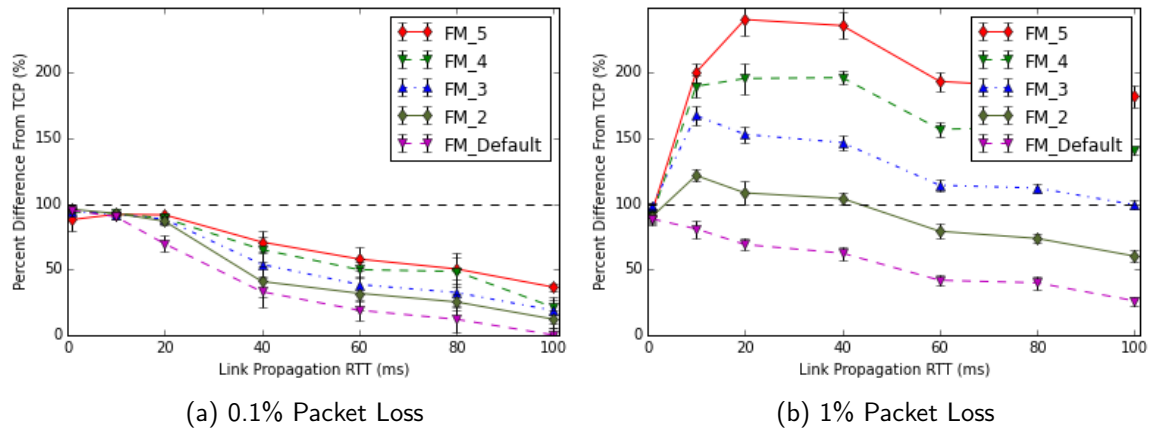 Percent Difference From TCP (%)
200
150
100
50
0
0 20 40 60 80 100
Link Propagation RTT (ms)
FM_5
FM_4
FM_3
FM_2
FM_Default
(a) 0.1% Packet Loss
Percent Difference From TCP (%)
200
150
100
50
0
0 20 40 60 80 100
Link Propagation RTT (ms)
FM_5
FM_4
FM_3
FM_2
FM_Default
(b) 1% Packet Loss